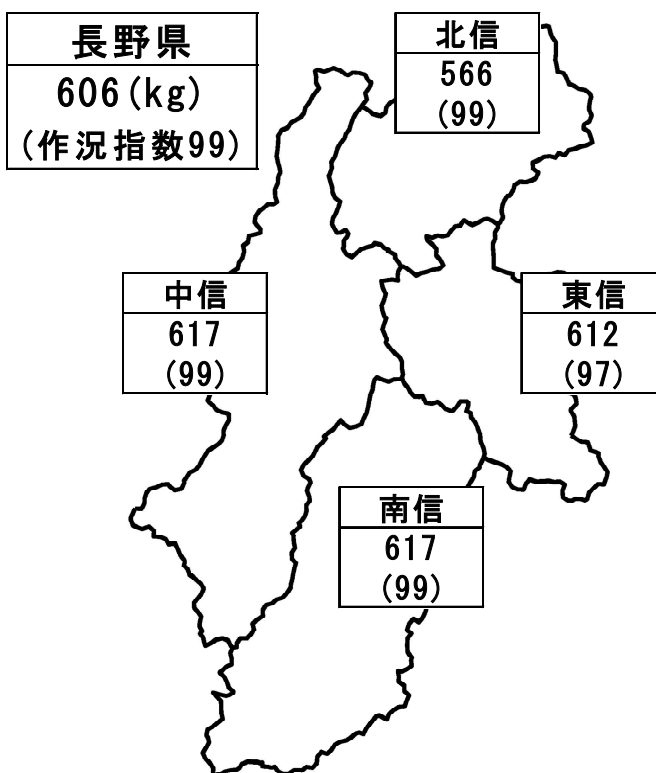 長野県
606(kg)
(作況指数99)
北信
566
(99)
中信
617
(99)
東信
612
(97)
南信
617
(99)